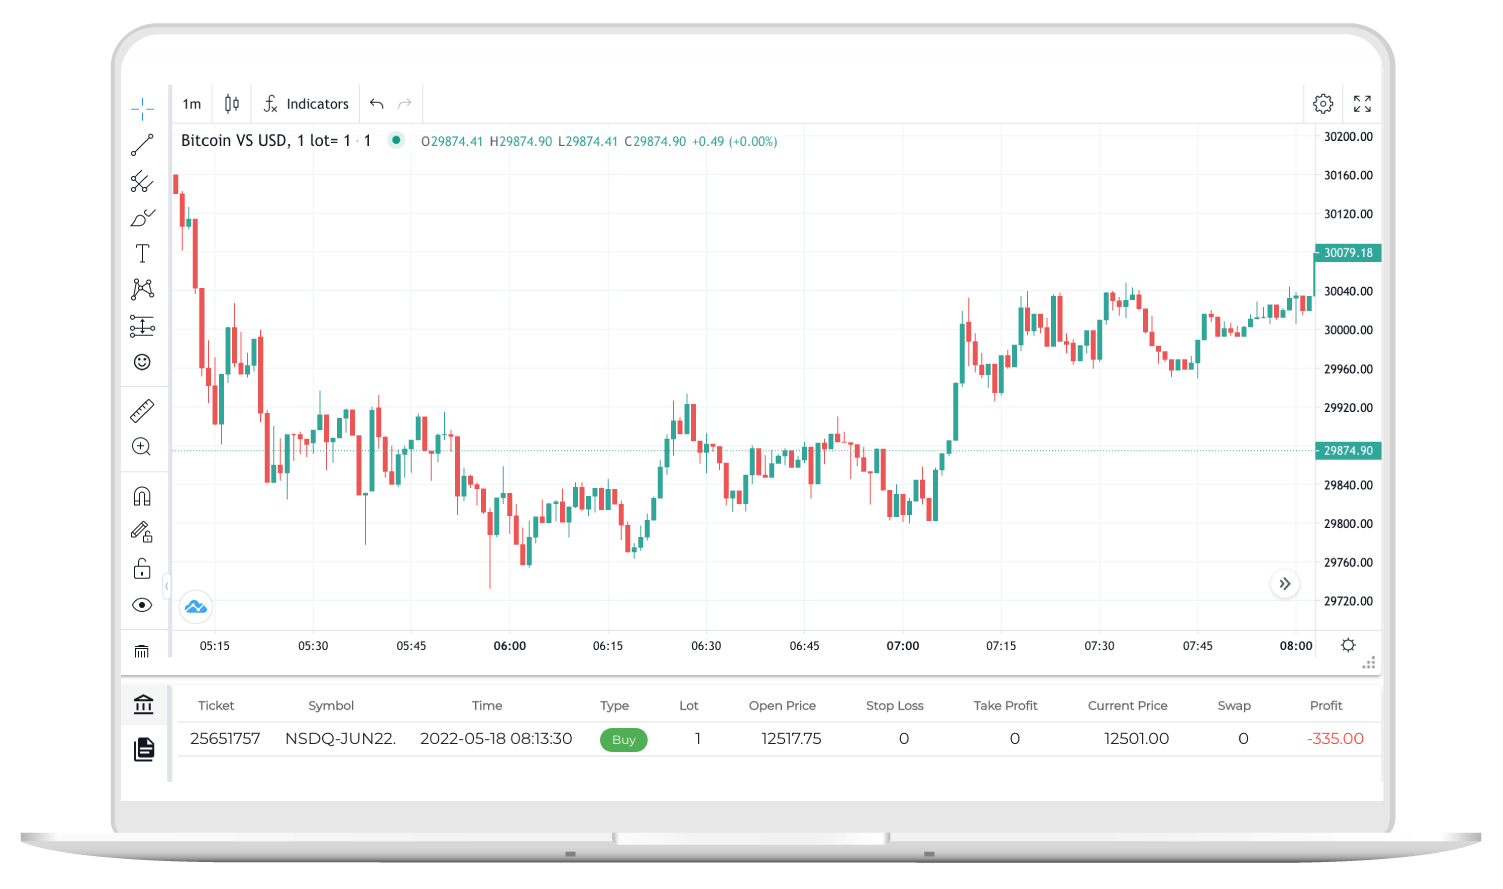 1m Indicators
Bitcoin VS USD, 1 lot= 1 · 1 O29874.41 H29874.90 L29874.41 C29874.90 +0.49 (+0.00%)
30200.00
30160.00
30120.00
30079.18
30040.00
30000.00
29960.00
29920.00
29874.90
29840.00
29800.00
29760.00
29720.00
05:15 05:30 05:45 06:00 06:15 06:30 06:45 07:00 07:15 07:30 07:45 08:00
Ticket Symbol Time Type Lot Open Price Stop Loss Take Profit Current Price Swap Profit
25651757 NSDQ-JUN22. 2022-05-18 08:13:30 Buy 1 12517.75 0 0 12501.00 0 -335.00